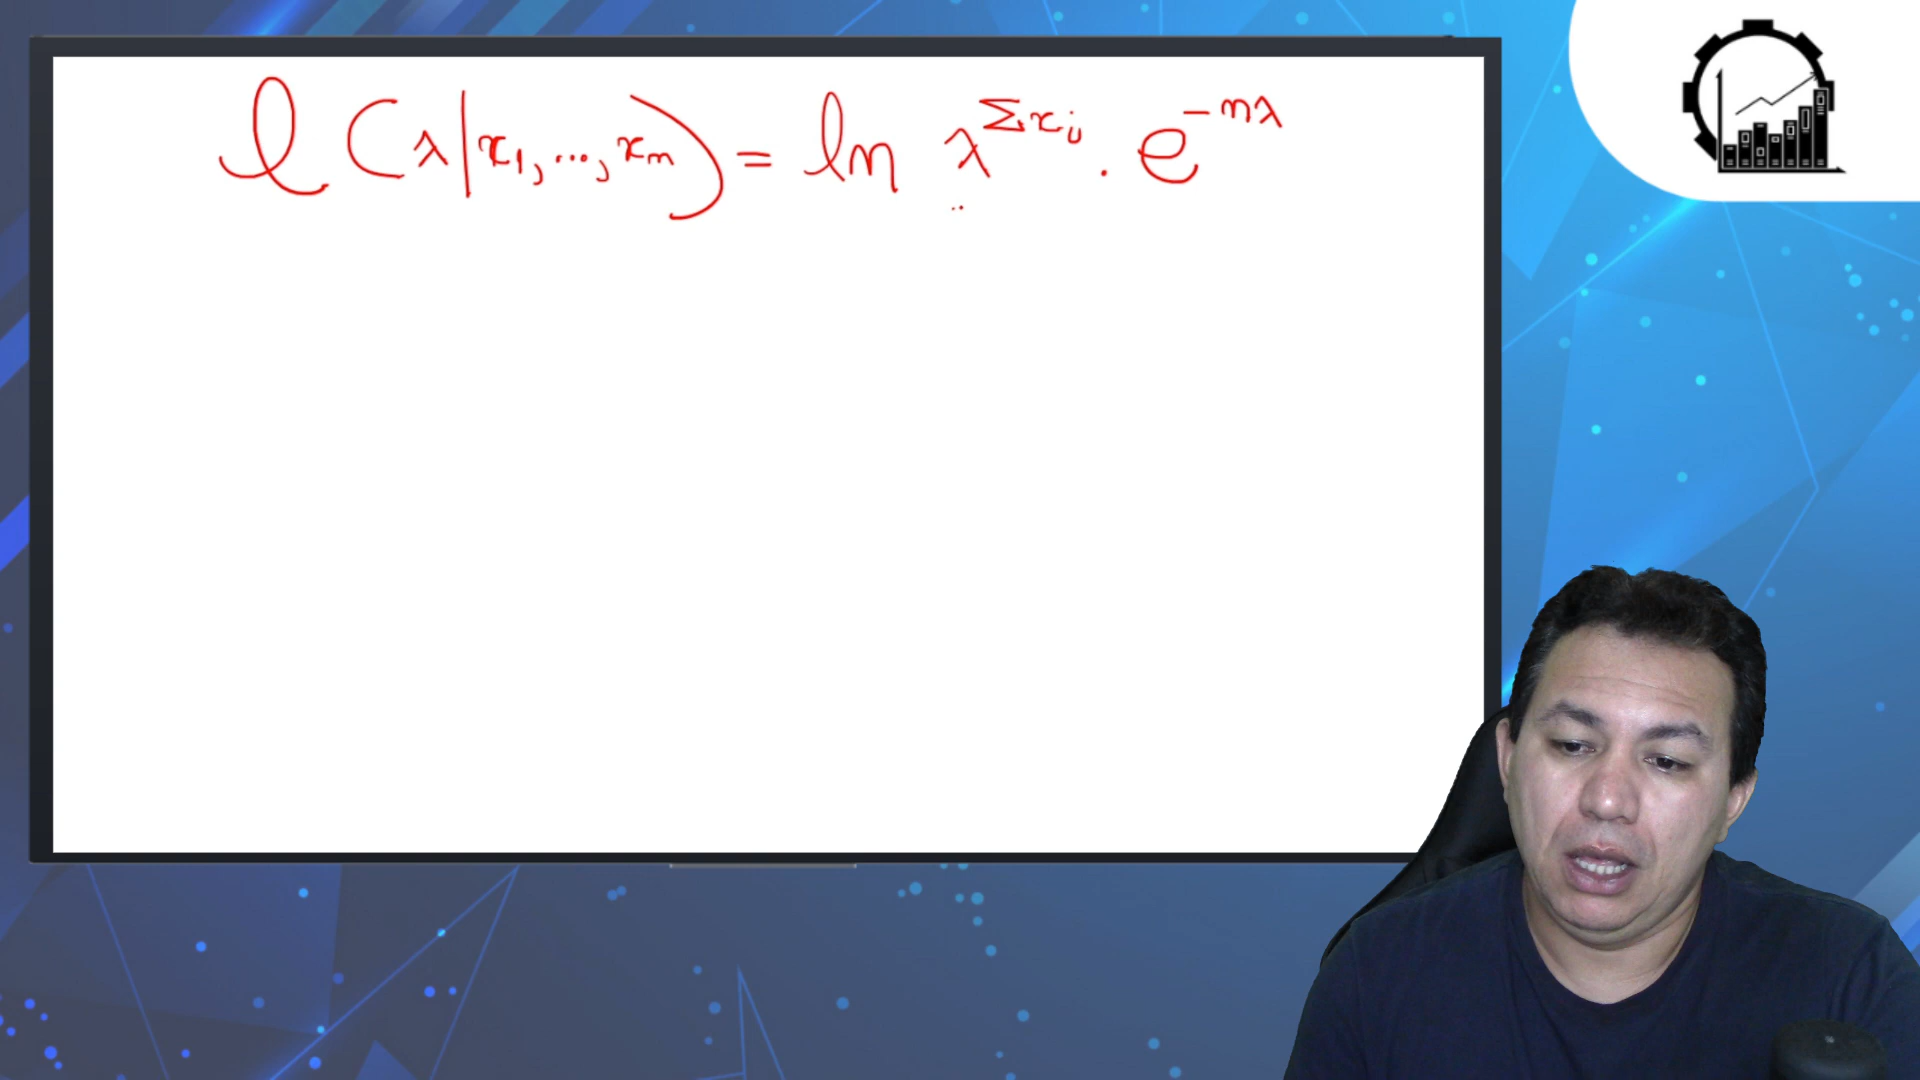 ℓ(λ|x₁, ..., xₙ) = ln λ^{Σxᵢ} . e^{-nλ}